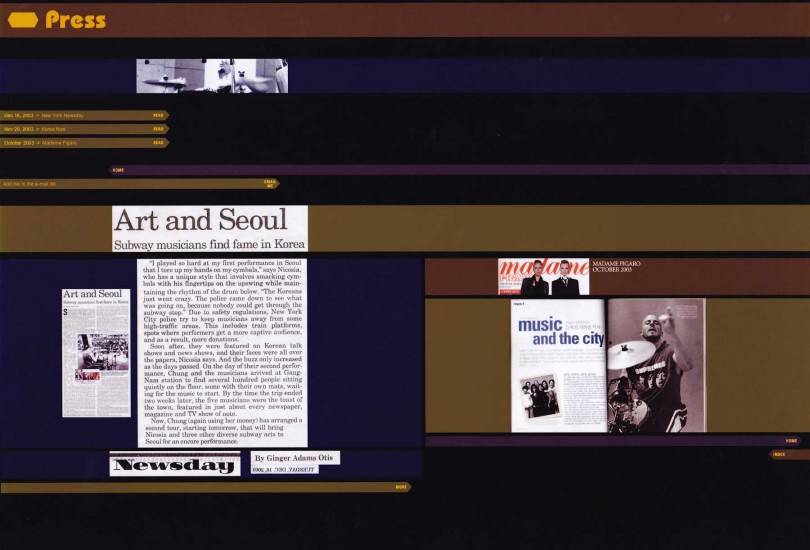 Press
Dec 16, 2003 > New York Newsday READ
Nov 20, 2003 > Korea Now READ
October 2003 > Madame Figaro READ
HOME
Add me to the e-mail list
EMAIL ME
Art and Seoul
Subway musicians find fame in Korea
"I played so hard at my first performance in Seoul
that I tore up my hands on my cymbals," says Nicosia,
who has a unique style that involves smacking cym-
bals with his fingertips on the upswing while main-
taining the rhythm of the drum below. "The Koreans
just went crazy. The police came down to see what
was going on, because nobody could get through the
subway stop." Due to safety regulations, New York
City police try to keep musicians away from some
high-traffic areas. This includes train platforms,
spots where performers get a more captive audience,
and as a result, more donations.
Soon after, they were featured on Korean talk
shows and news shows, and their faces were all over
the papers, Nicosia says. And the buzz only increased
as the days passed. On the day of their second perfor-
mance, Chung and the musicians arrived at Gang-
Nam station to find several hundred people sitting
quietly on the floor, some with their own mats, wait-
ing for the music to start. By the time the trip ended
two weeks later, the five musicians were the toast of
the town, featured in just about every newspaper,
magazine and TV show of note.
Now, Chung (again using her money) has arranged a
second tour, starting tomorrow, that will bring
Nicosia and three other diverse subway acts to
Seoul for an encore performance.
Art and Seoul
Subway musicians find fame in Korea
Newsday
By Ginger Adams Otis
MORE
madame
MADAME FIGARO
OCTOBER 2003
music
and the city
HOME
INDEX